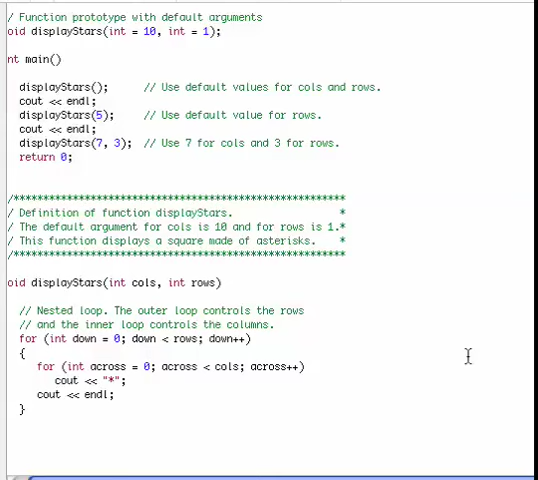 / Function prototype with default arguments
oid displayStars(int = 10, int = 1);
nt main()
displayStars();      // Use default values for cols and rows.
cout << endl;
displayStars(5);     // Use default value for rows.
cout << endl;
displayStars(7, 3);  // Use 7 for cols and 3 for rows.
return 0;
/********************************************************
/ Definition of function displayStars.                  *
/ The default argument for cols is 10 and for rows is 1.*
/ This function displays a square made of asterisks.    *
/********************************************************
oid displayStars(int cols, int rows)
// Nested loop. The outer loop controls the rows
// and the inner loop controls the columns.
for (int down = 0; down < rows; down++)
{
for (int across = 0; across < cols; across++)
cout << "*";
cout << endl;
}